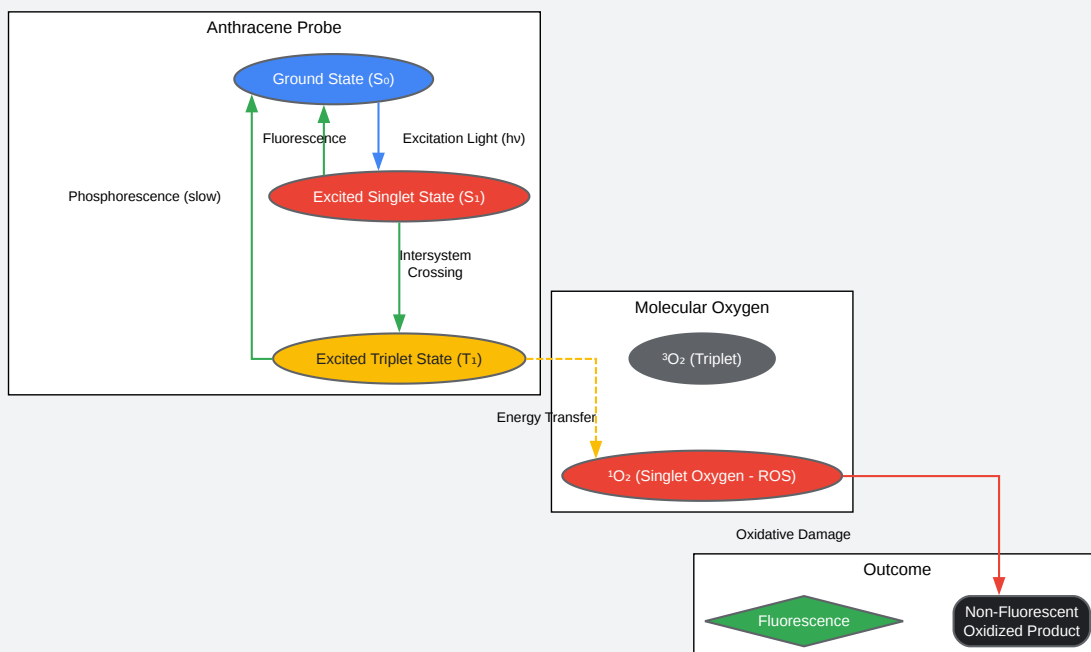 Anthracene Probe
Ground State (S₀)
Fluorescence
Excitation Light (hν)
Phosphorescence (slow)
Excited Singlet State (S₁)
Intersystem
Crossing
Molecular Oxygen
³O₂ (Triplet)
Excited Triplet State (T₁)
Energy Transfer
¹O₂ (Singlet Oxygen - ROS)
Oxidative Damage
Outcome
Fluorescence
Non-Fluorescent
Oxidized Product